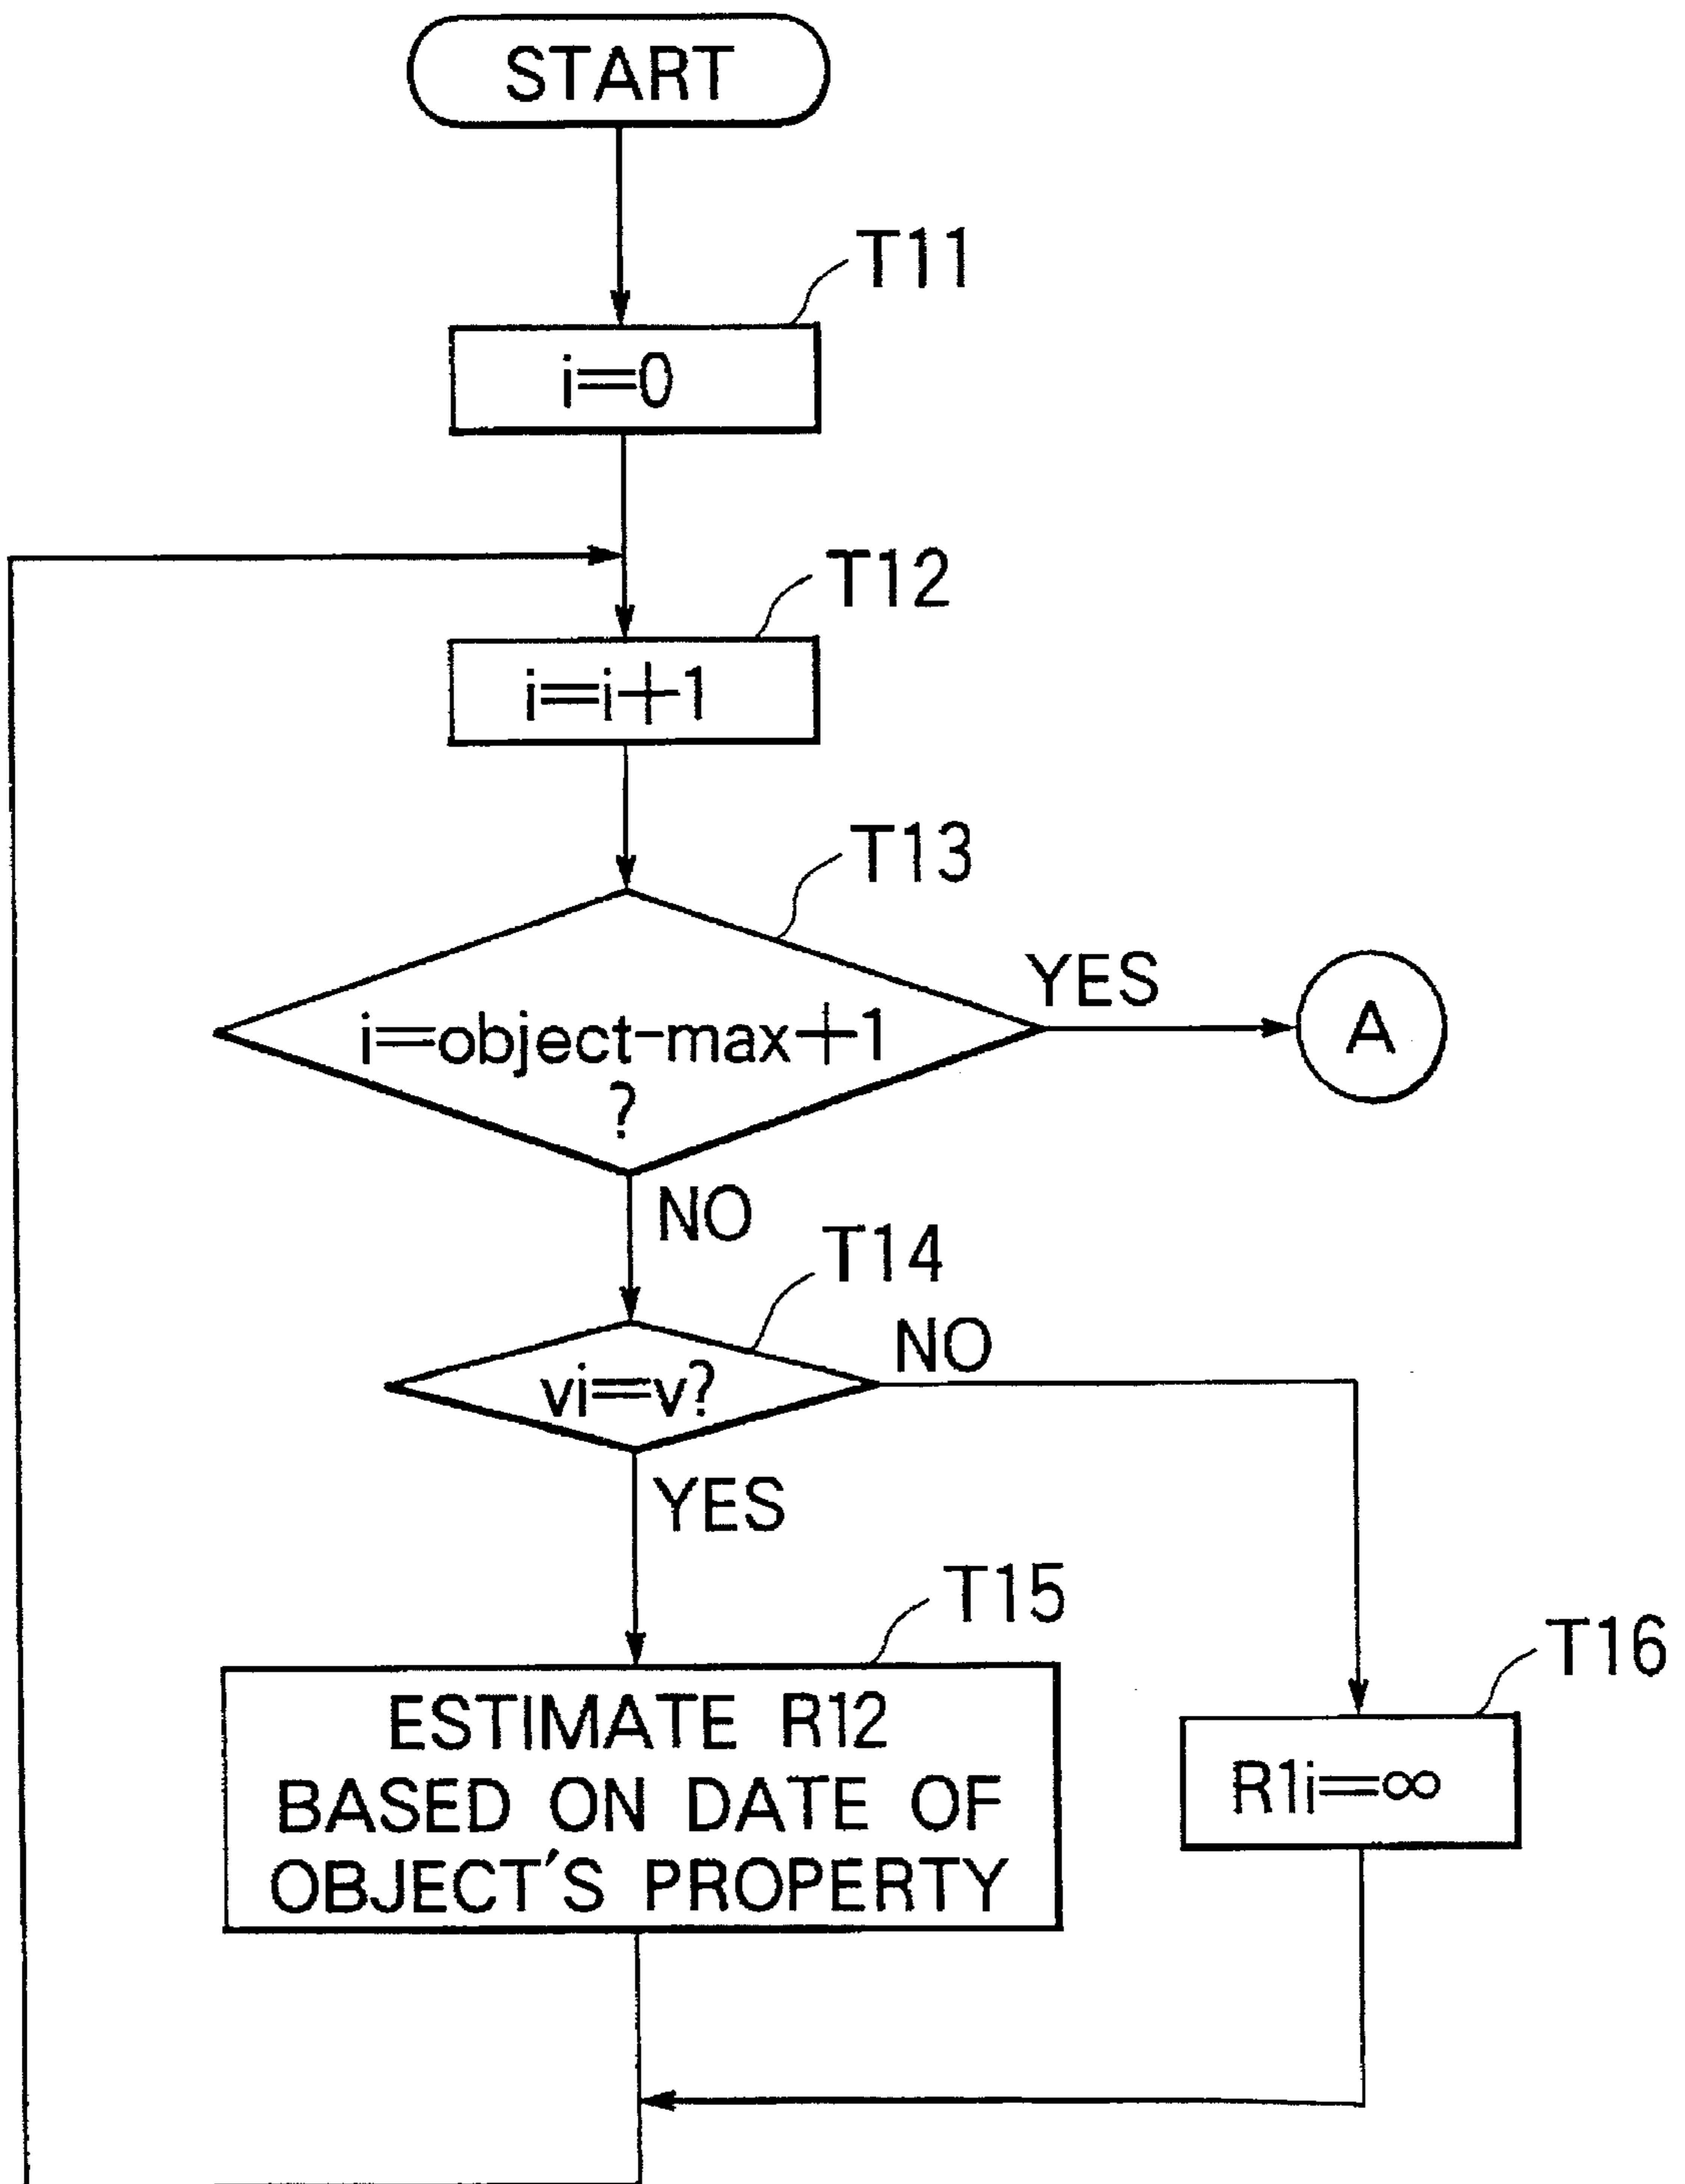 START
T11
i=0
T12
i=i+1
T13
i=object-max+1
?
YES
A
NO
T14
vi=v?
NO
YES
T15
ESTIMATE R12
BASED ON DATE OF
OBJECT'S PROPERTY
T16
R1i=∞